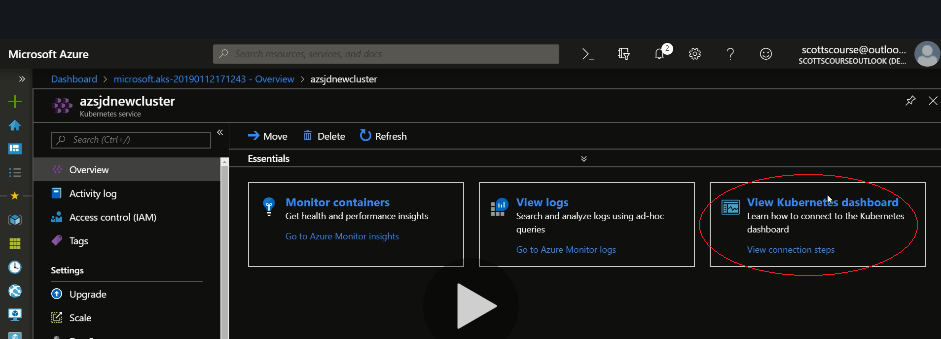 Microsoft Azure
Search resources, services, and docs
2
scottscourse@outloo...
SCOTTSCOURSEOUTLOOK (DE...
Dashboard > microsoft.aks-20190112171243 - Overview > azsjdnewcluster
azsjdnewcluster
Kubernetes service
Search (Ctrl+/)
Overview
Activity log
Access control (IAM)
Tags
Settings
Upgrade
Scale
Move Delete Refresh
Essentials
Monitor containers
Get health and performance insights
Go to Azure Monitor insights
View logs
Search and analyze logs using ad-hoc
queries
Go to Azure Monitor logs
View Kubernetes dashboard
Learn how to connect to the Kubernetes
dashboard
View connection steps